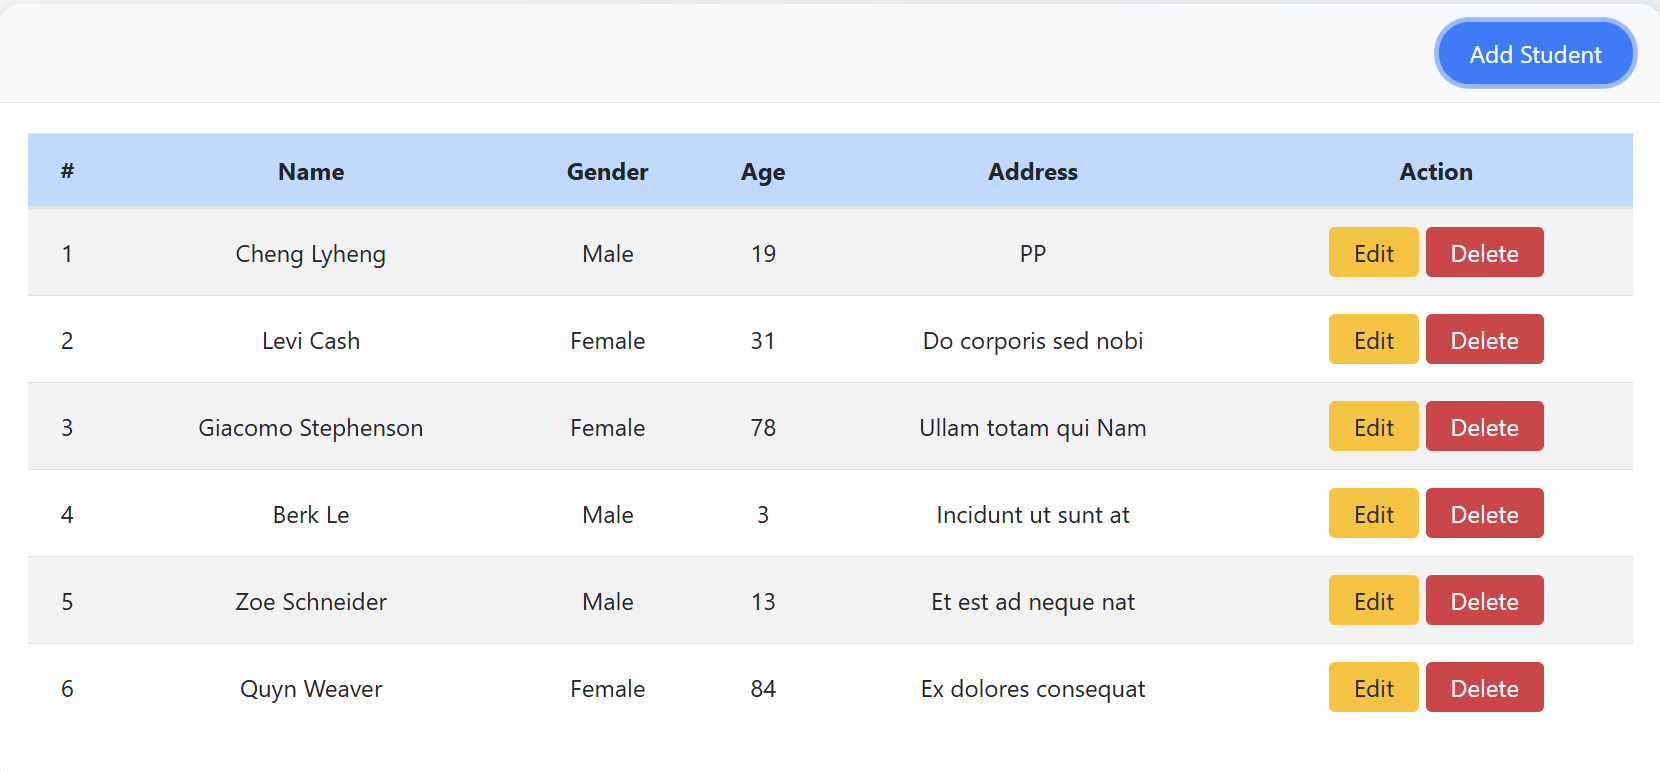 Add Student
# Name Gender Age Address Action
1 Cheng Lyheng Male 19 PP Edit Delete
2 Levi Cash Female 31 Do corporis sed nobi Edit Delete
3 Giacomo Stephenson Female 78 Ullam totam qui Nam Edit Delete
4 Berk Le Male 3 Incidunt ut sunt at Edit Delete
5 Zoe Schneider Male 13 Et est ad neque nat Edit Delete
6 Quyn Weaver Female 84 Ex dolores consequat Edit Delete